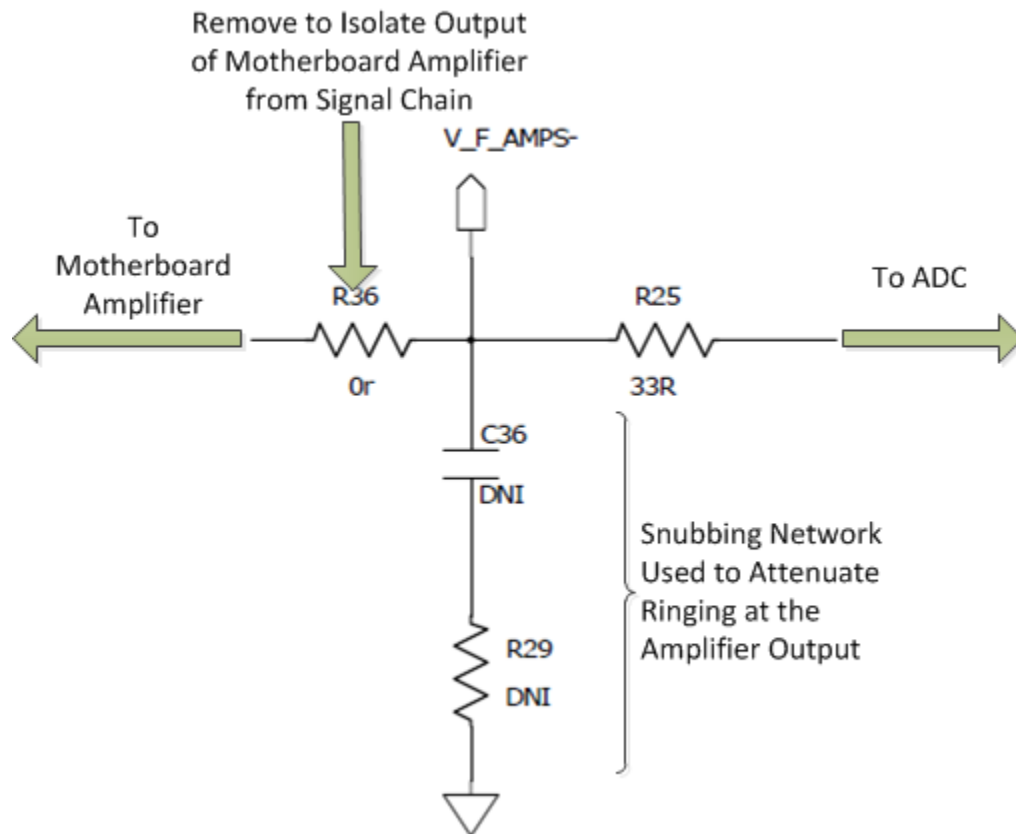 Remove to Isolate Output
of Motherboard Amplifier
from Signal Chain
V_F_AMPS-
To
Motherboard
Amplifier
R36
0r
R25
33R
To ADC
C36
DNI
Snubbing Network
Used to Attenuate
Ringing at the
Amplifier Output
R29
DNI